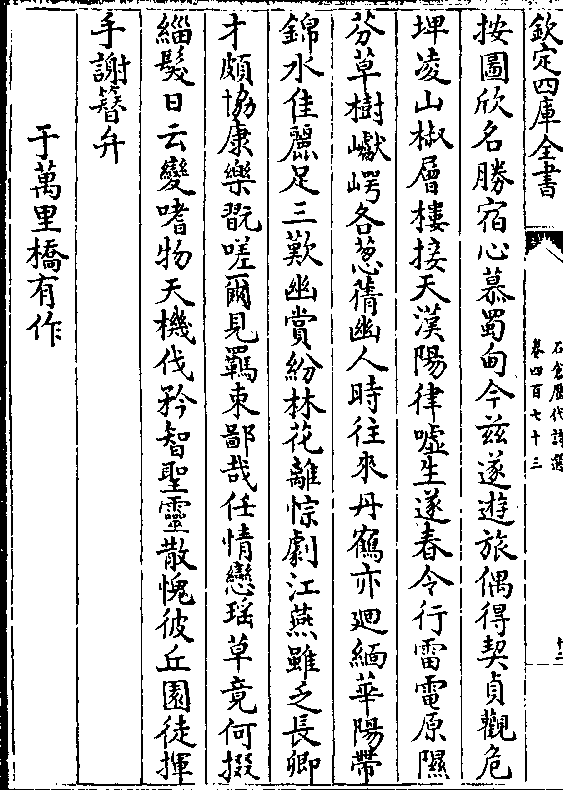 欽定四庫全書
石倉歷代詩選
卷四百七十三
十二
按圖欣名勝宿心慕蜀甸今兹遂遊旅偶得契貞觀危
埤凌山椒層樓接天漢陽律嘘生遂春令行雷電原隰
芬草樹巘崿各葱蒨幽人時往來丹鶴亦迴緬華陽帶
錦水佳麗足三歎幽賞紛林花離悰劇江燕雖乏長卿
才頗協康樂翫嗟爾見羈束鄙哉任情戀瑶草竟何掇
緇髮日云變嗜物天機伐矜智聖靈散愧彼丘園徒揮
手謝簮弁
于萬里橋有作